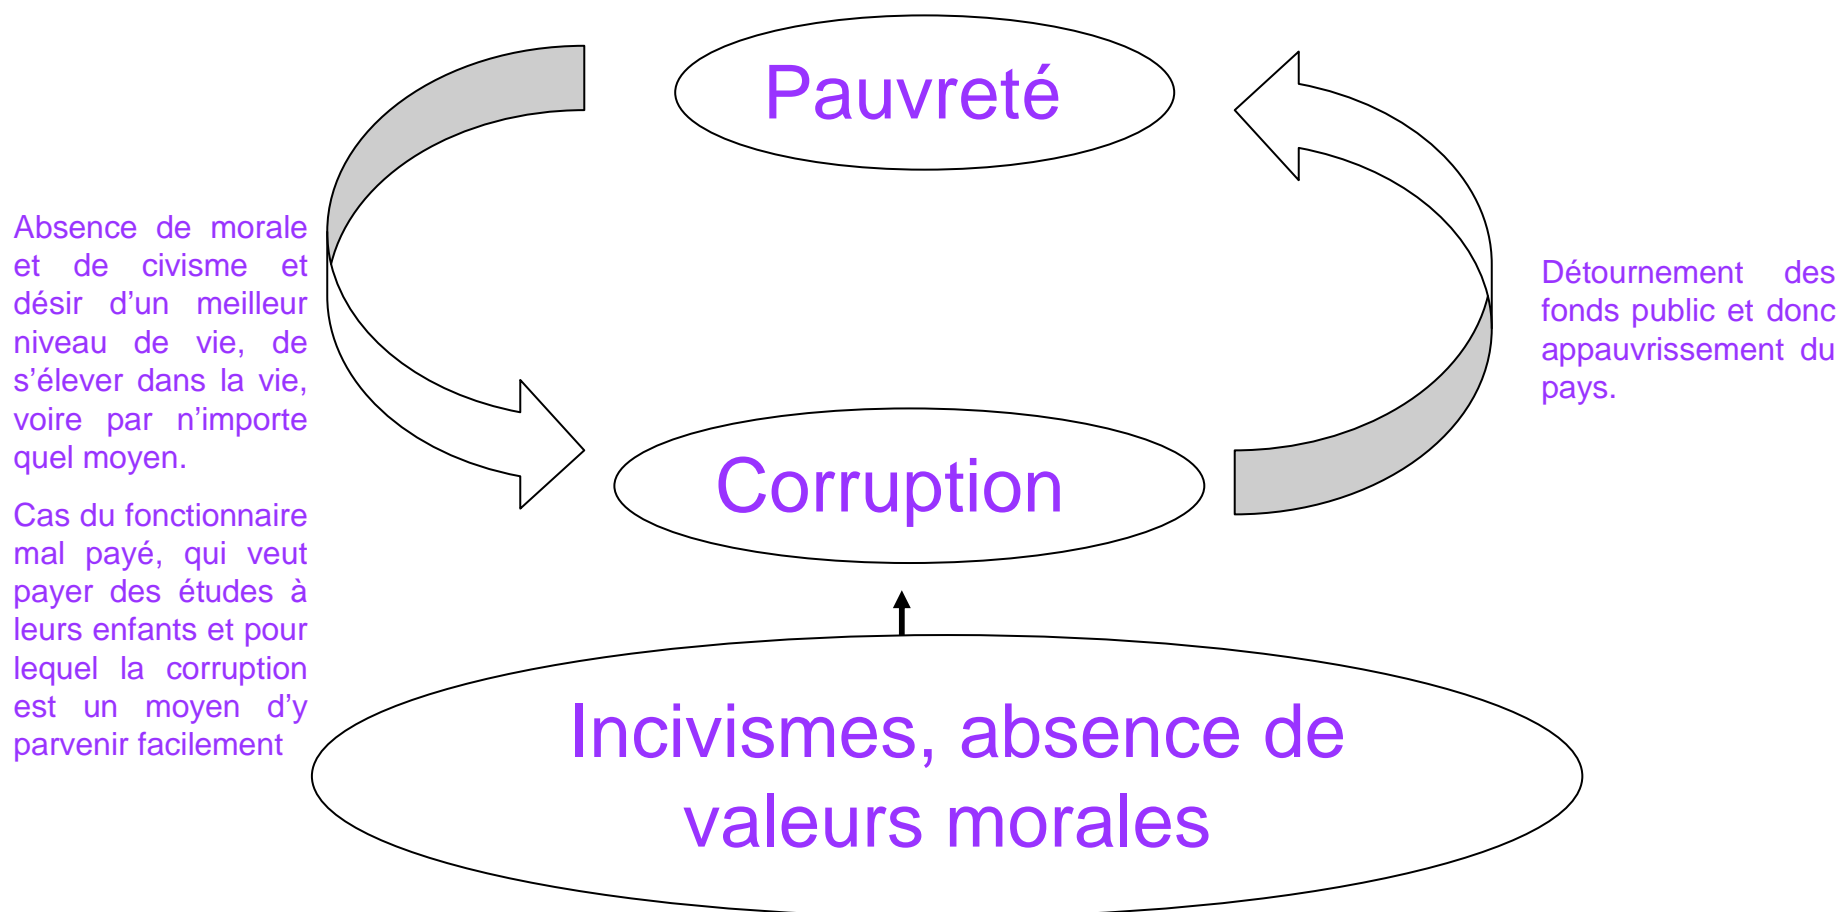 Pauvreté
Absence de morale
et de civisme et
désir d’un meilleur
niveau de vie, de
s’élever dans la vie,
voire par n’importe
quel moyen.
Cas du fonctionnaire
mal payé, qui veut
payer des études à
leurs enfants et pour
lequel la corruption
est un moyen d’y
parvenir facilement
Détournement des
fonds public et donc
appauvrissement du
pays.
Corruption
Incivismes, absence de
valeurs morales